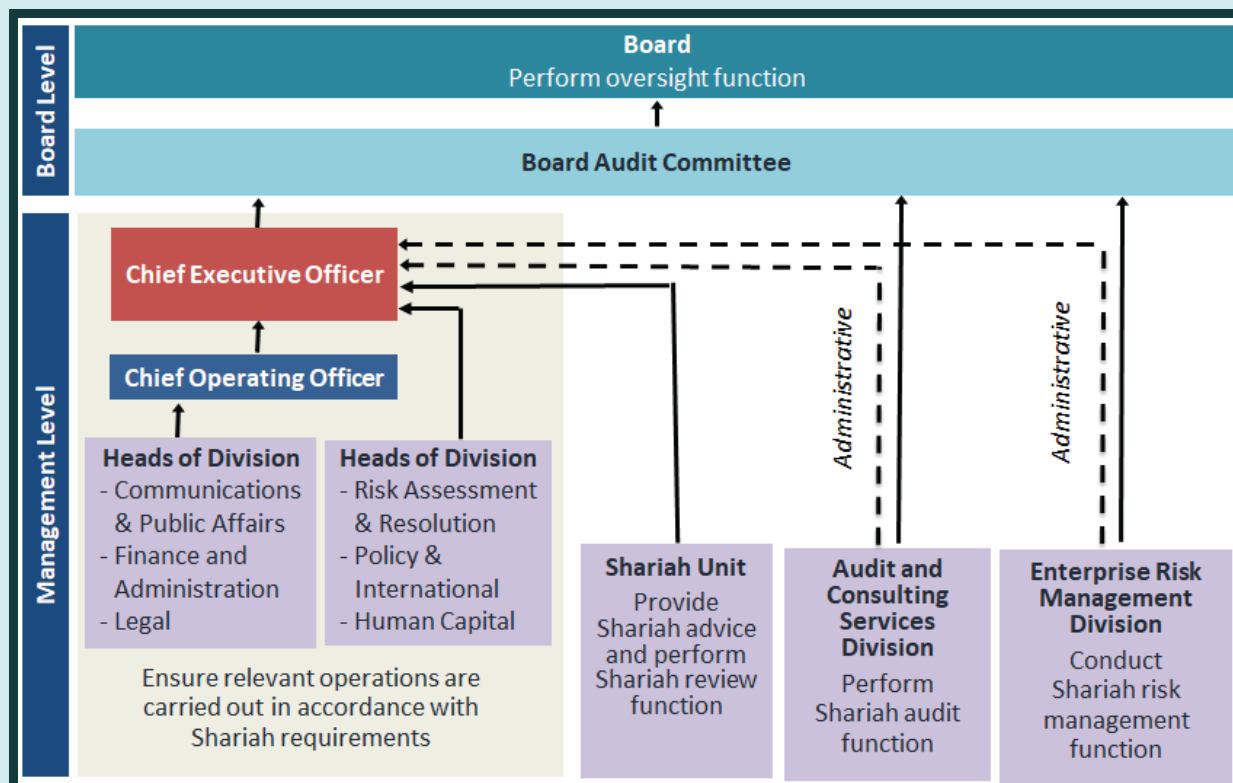 Board Level
Board
Perform oversight function
Board Audit Committee
Management Level
Chief Executive Officer
Chief Operating Officer
Heads of Division
- Communications
& Public Affairs
- Finance and
Administration
- Legal
Heads of Division
- Risk Assessment
& Resolution
- Policy &
International
- Human Capital
Ensure relevant operations are
carried out in accordance with
Shariah requirements
Shariah Unit
Provide
Shariah advice
and perform
Shariah review
function
Administrative
Audit and
Consulting
Services
Division
Perform
Shariah audit
function
Administrative
Enterprise Risk
Management
Division
Conduct
Shariah risk
management
function